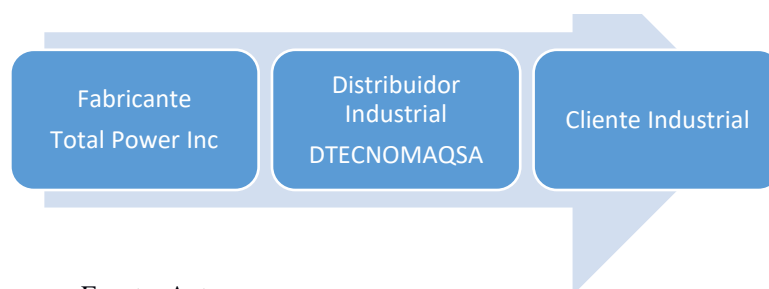 Fabricante
Total Power Inc
Distribuidor
Industrial
DTECNOMAQSA
Cliente Industrial